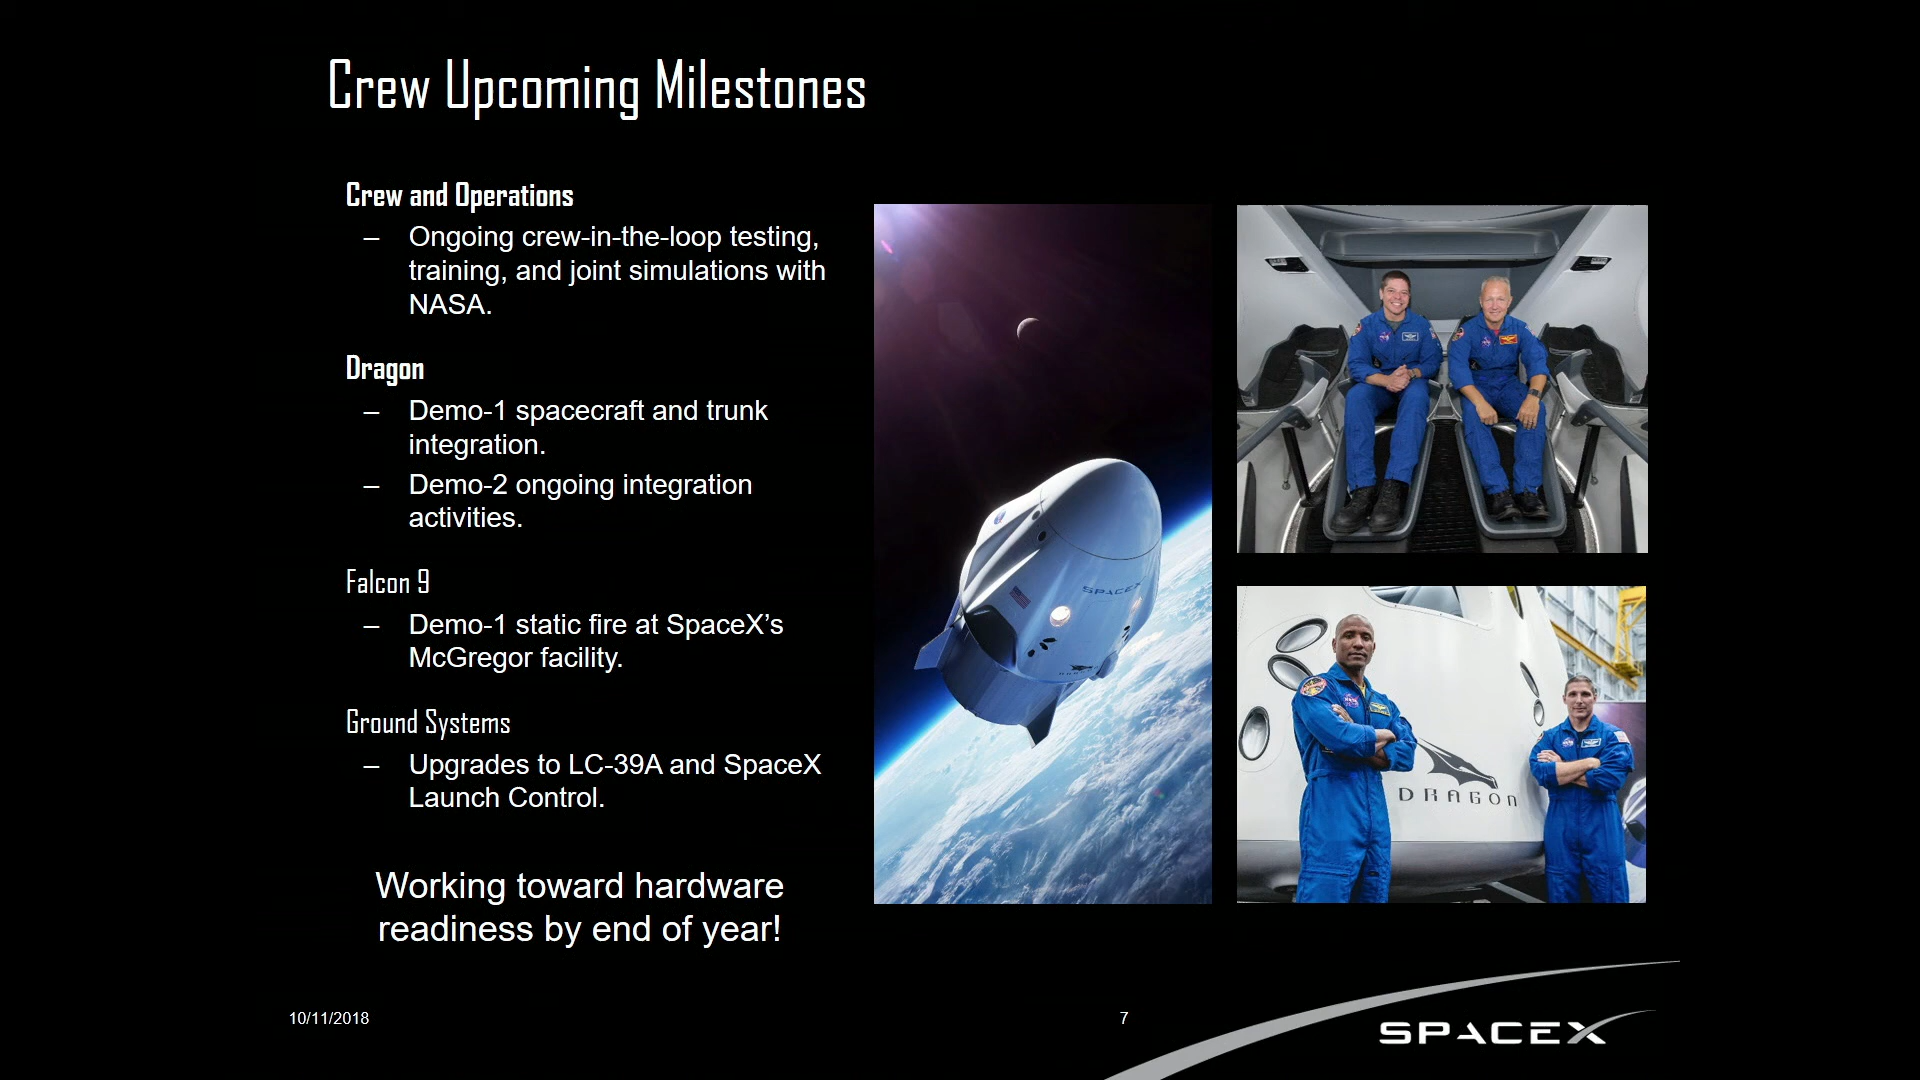 Crew Upcoming Milestones
Crew and Operations
– Ongoing crew-in-the-loop testing,
training, and joint simulations with
NASA.
Dragon
– Demo-1 spacecraft and trunk
integration.
– Demo-2 ongoing integration
activities.
Falcon 9
– Demo-1 static fire at SpaceX’s
McGregor facility.
Ground Systems
– Upgrades to LC-39A and SpaceX
Launch Control.
Working toward hardware
readiness by end of year!
SPACEX
DRAGON
10/11/2018
7
SPACEX